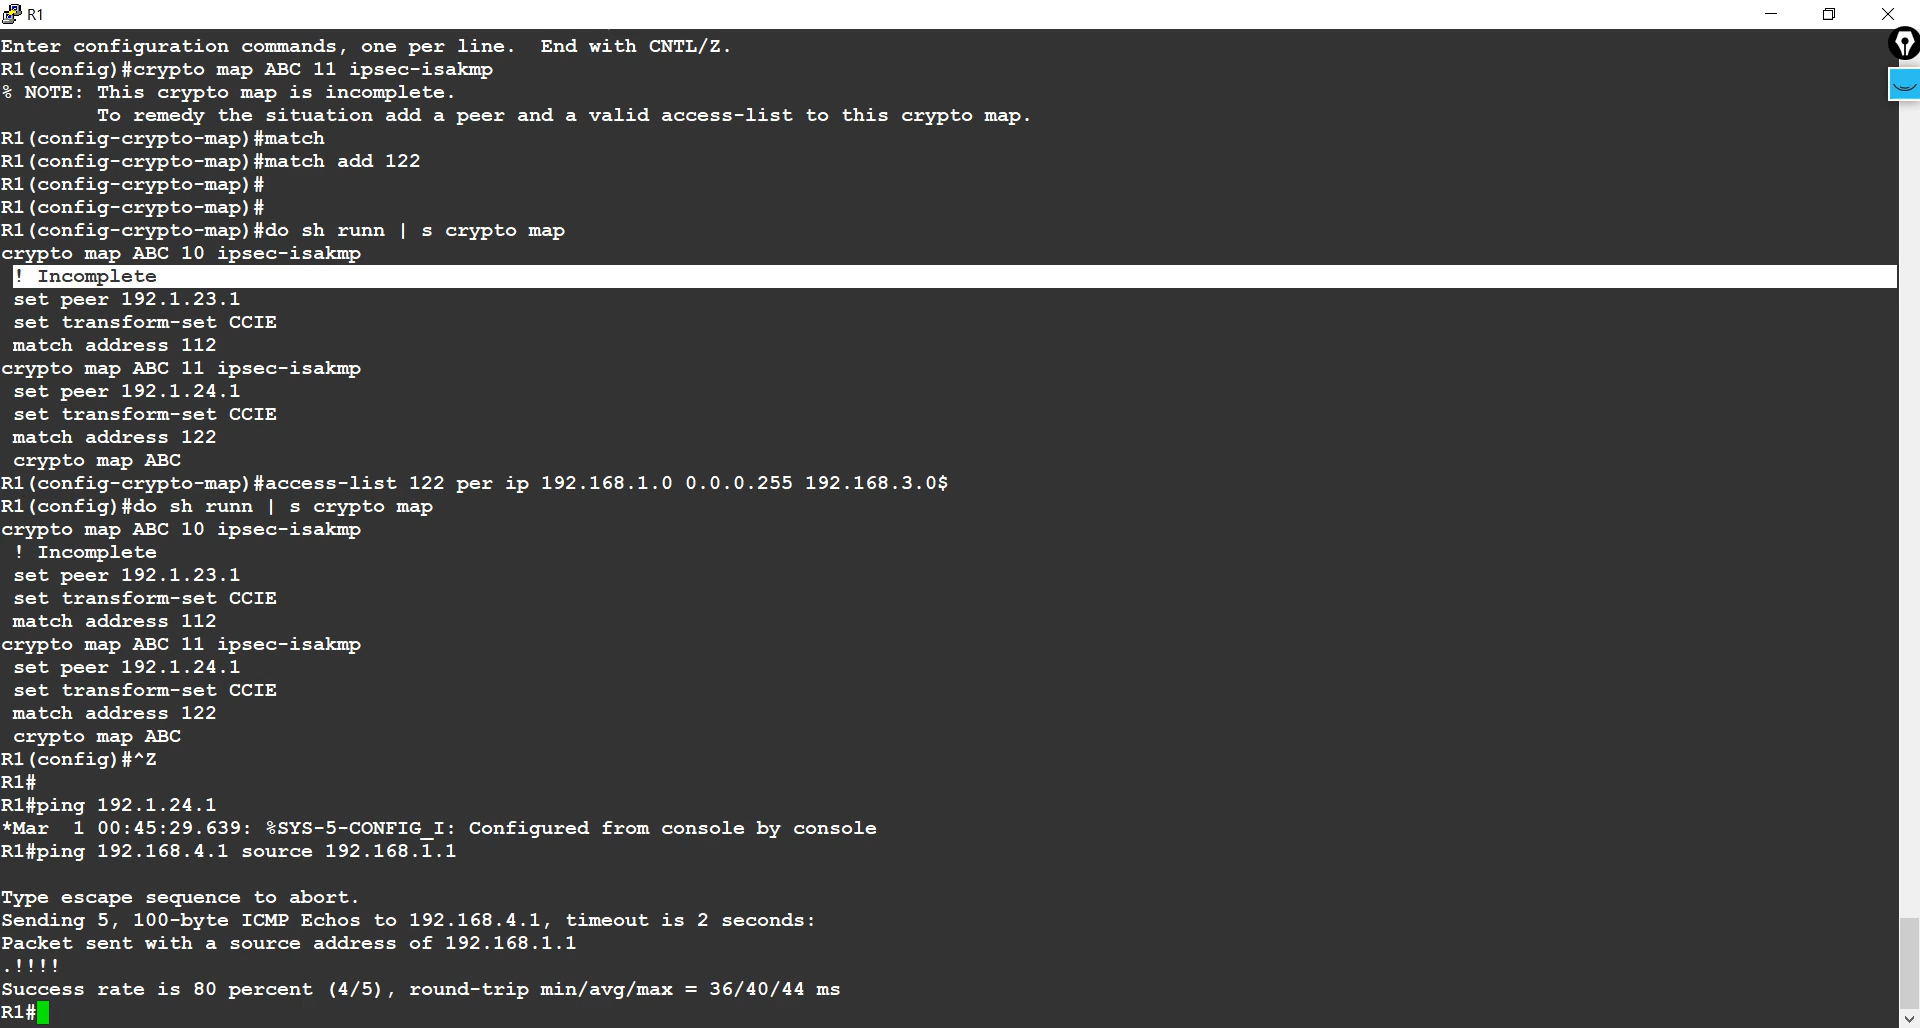 R1
Enter configuration commands, one per line.  End with CNTL/Z.
R1(config)#crypto map ABC 11 ipsec-isakmp
% NOTE: This crypto map is incomplete.
        To remedy the situation add a peer and a valid access-list to this crypto map.
R1(config-crypto-map)#match
R1(config-crypto-map)#match add 122
R1(config-crypto-map)#
R1(config-crypto-map)#
R1(config-crypto-map)#do sh runn | s crypto map
crypto map ABC 10 ipsec-isakmp
 ! Incomplete
 set peer 192.1.23.1
 set transform-set CCIE
 match address 112
crypto map ABC 11 ipsec-isakmp
 set peer 192.1.24.1
 set transform-set CCIE
 match address 122
 crypto map ABC
R1(config-crypto-map)#access-list 122 per ip 192.168.1.0 0.0.0.255 192.168.3.0$
R1(config)#do sh runn | s crypto map
crypto map ABC 10 ipsec-isakmp
 ! Incomplete
 set peer 192.1.23.1
 set transform-set CCIE
 match address 112
crypto map ABC 11 ipsec-isakmp
 set peer 192.1.24.1
 set transform-set CCIE
 match address 122
 crypto map ABC
R1(config)#^Z
R1#
R1#ping 192.1.24.1
*Mar  1 00:45:29.639: %SYS-5-CONFIG_I: Configured from console by console
R1#ping 192.168.4.1 source 192.168.1.1
Type escape sequence to abort.
Sending 5, 100-byte ICMP Echos to 192.168.4.1, timeout is 2 seconds:
Packet sent with a source address of 192.168.1.1
.!!!!
Success rate is 80 percent (4/5), round-trip min/avg/max = 36/40/44 ms
R1#